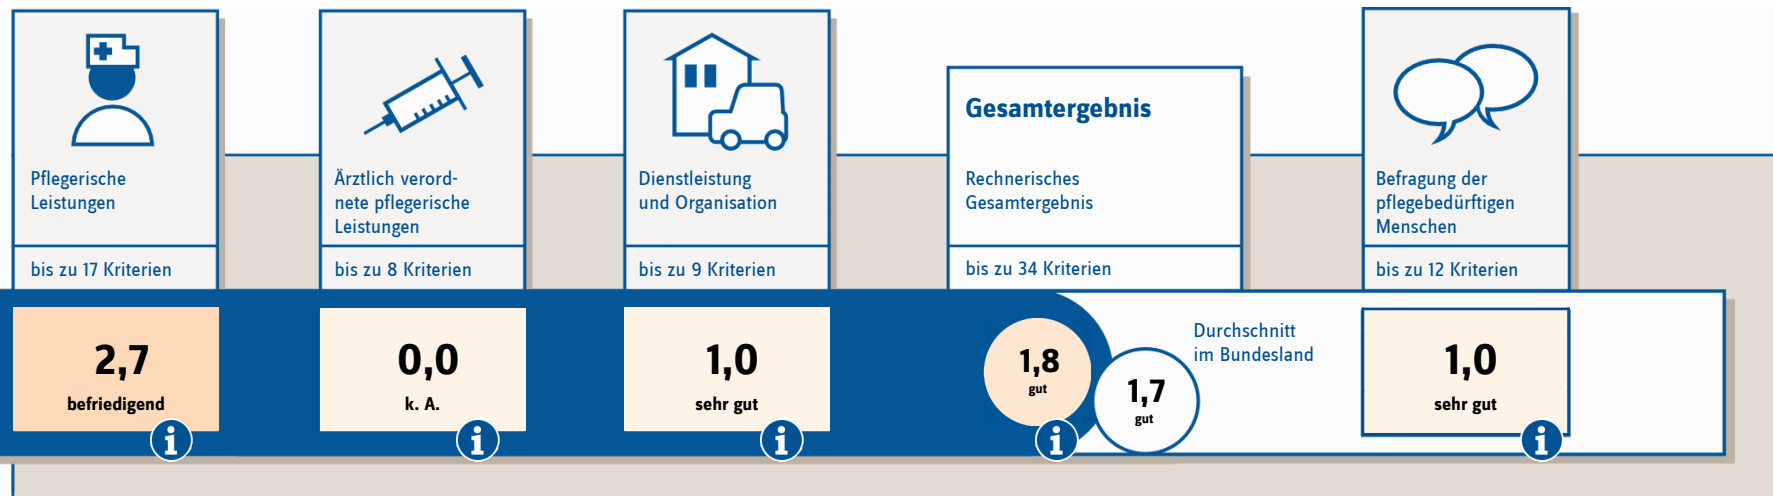 Pflegerische
Leistungen
bis zu 17 Kriterien
2,7
befriedigend
i
Ärztlich verord-
nete pflegerische
Leistungen
bis zu 8 Kriterien
0,0
k. A.
i
Dienstleistung
und Organisation
bis zu 9 Kriterien
1,0
sehr gut
i
Gesamtergebnis
Rechnerisches
Gesamtergebnis
bis zu 34 Kriterien
1,8
gut
i
1,7
gut
Durchschnitt
im Bundesland
Befragung der
pflegebedürftigen
Menschen
bis zu 12 Kriterien
1,0
sehr gut
i